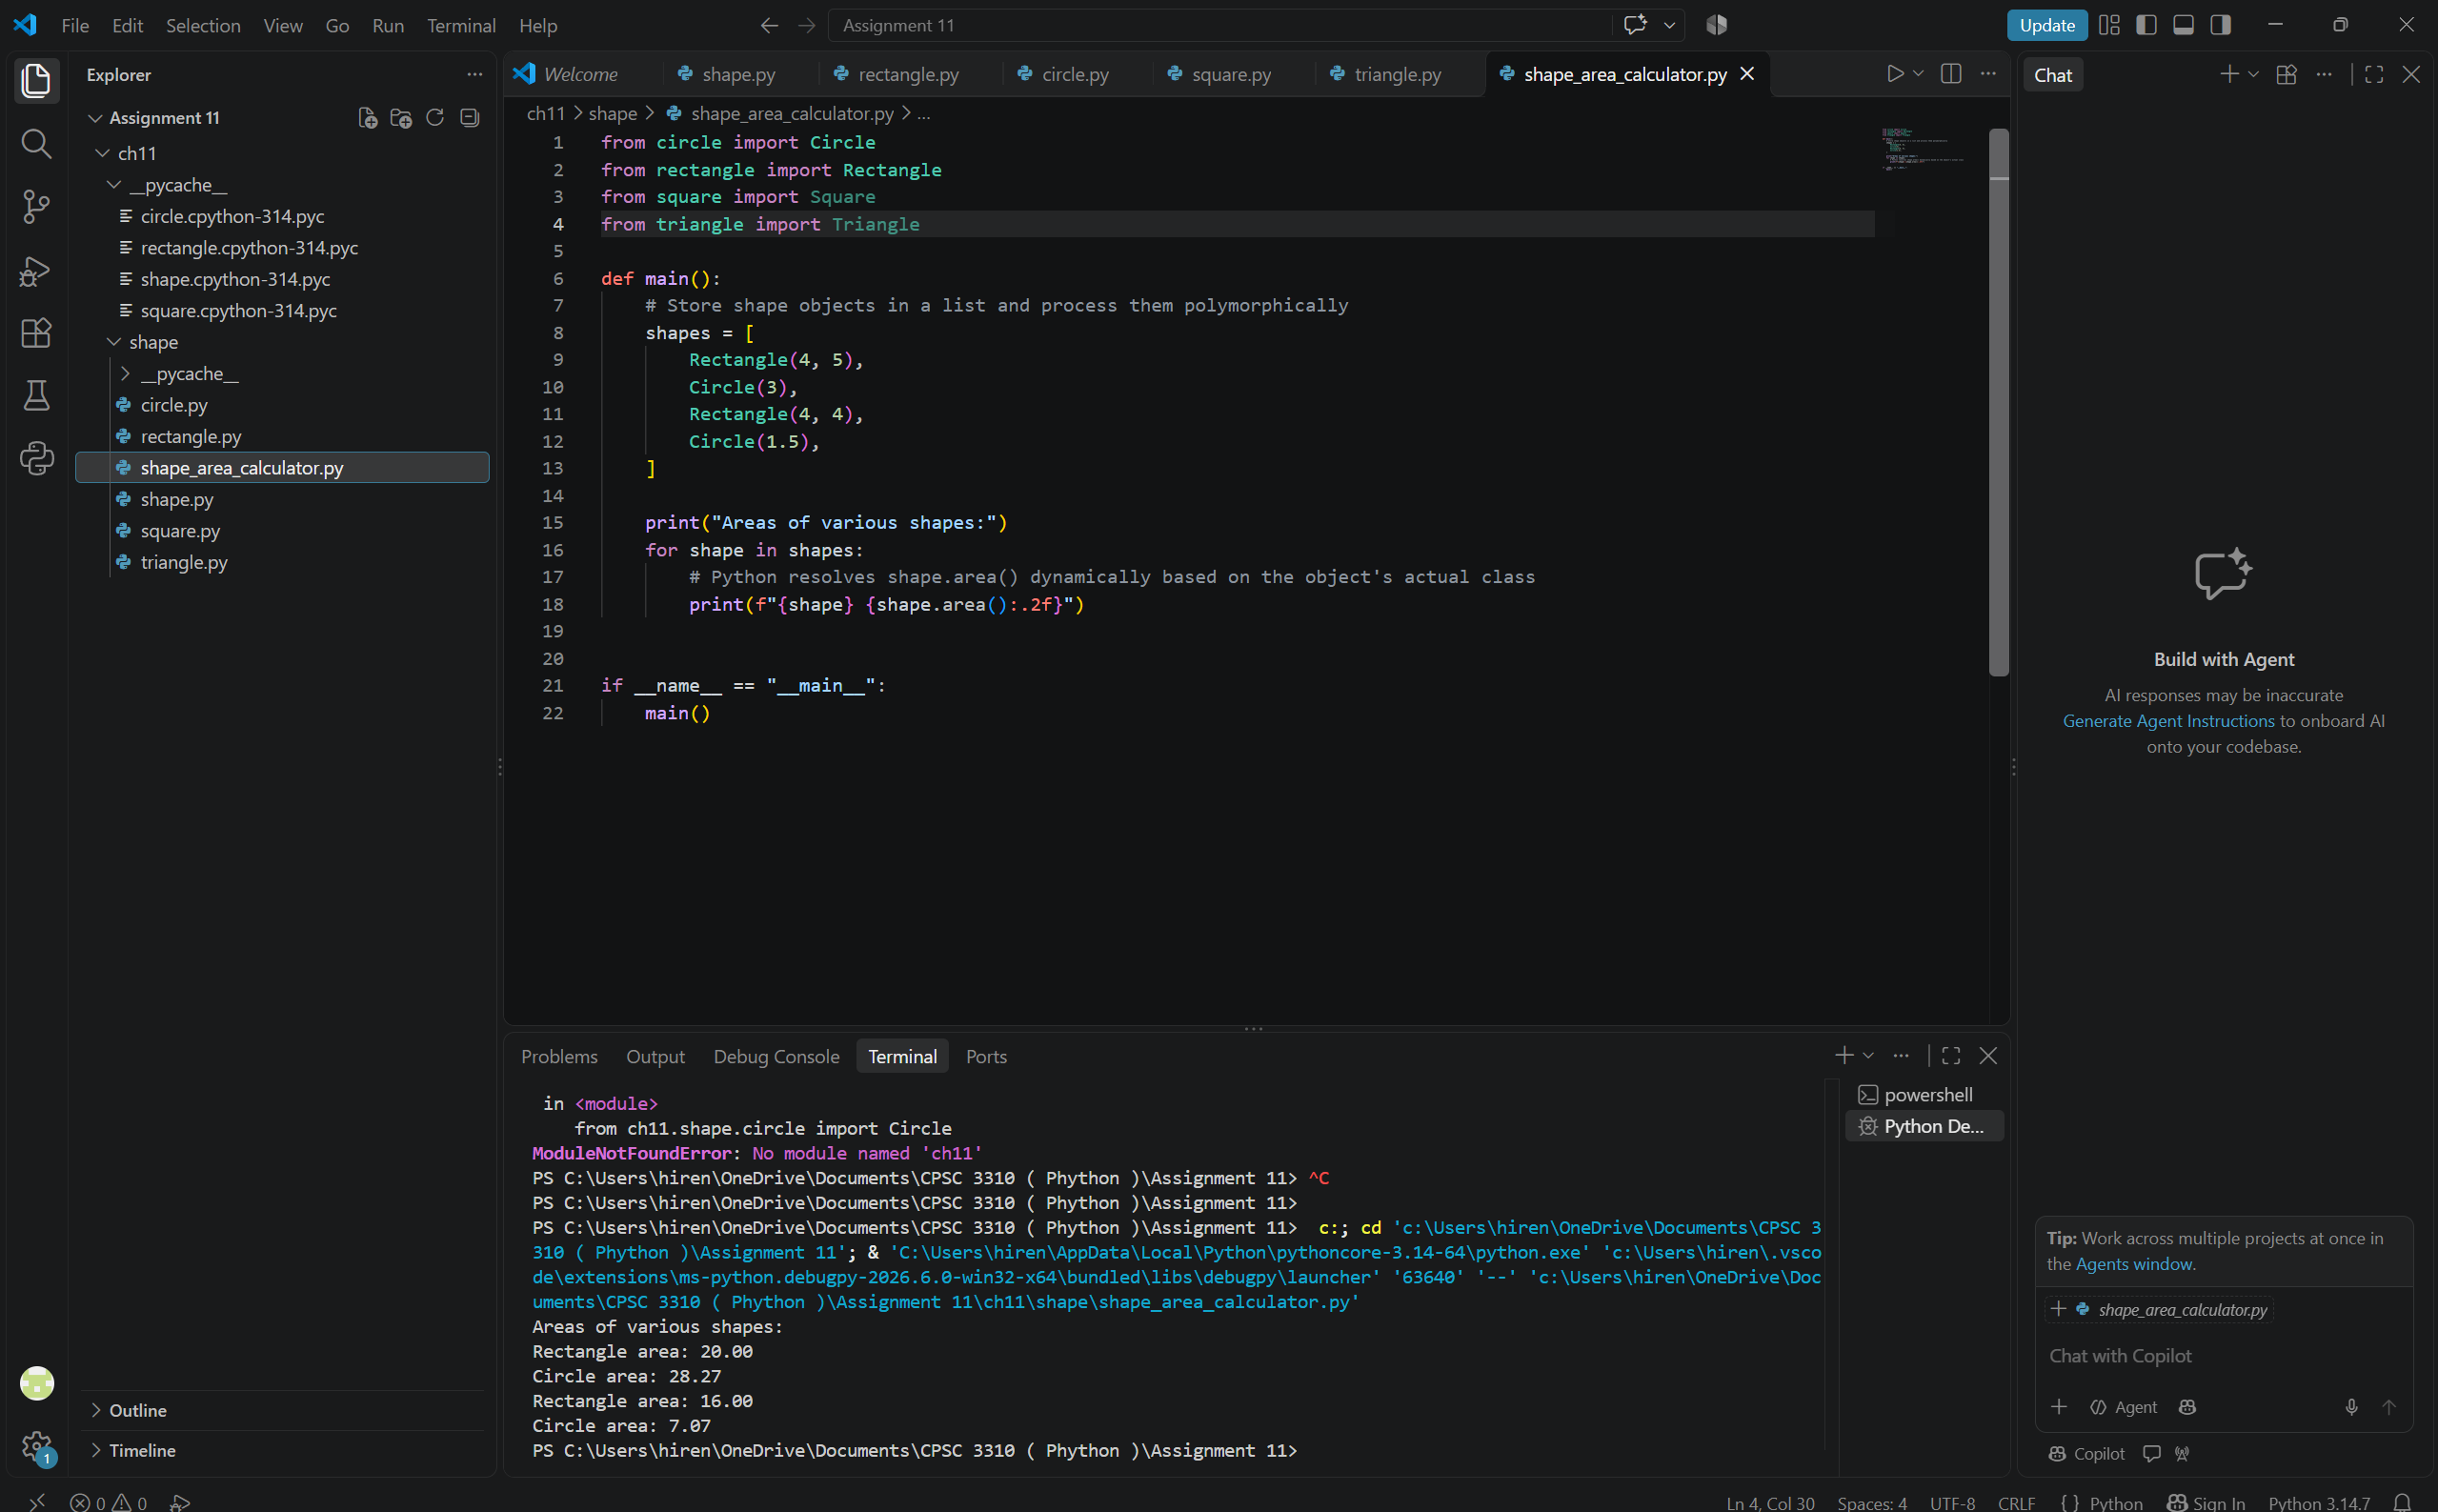 File Edit Selection View Go Run Terminal Help
Assignment 11
Update
Explorer
Assignment 11
ch11
__pycache__
circle.cpython-314.pyc
rectangle.cpython-314.pyc
shape.cpython-314.pyc
square.cpython-314.pyc
shape
__pycache__
circle.py
rectangle.py
shape_area_calculator.py
shape.py
square.py
triangle.py
Outline
Timeline
1
Welcome shape.py rectangle.py circle.py square.py triangle.py shape_area_calculator.py
ch11 > shape > shape_area_calculator.py > ...
1 from circle import Circle
2 from rectangle import Rectangle
3 from square import Square
4 from triangle import Triangle
5
6 def main():
7 # Store shape objects in a list and process them polymorphically
8 shapes = [
9 Rectangle(4, 5),
10 Circle(3),
11 Rectangle(4, 4),
12 Circle(1.5),
13 ]
14
15 print("Areas of various shapes:")
16 for shape in shapes:
17 # Python resolves shape.area() dynamically based on the object's actual class
18 print(f"{shape} {shape.area():.2f}")
19
20
21 if __name__ == "__main__":
22 main()
Problems Output Debug Console Terminal Ports
in <module>
from ch11.shape.circle import Circle
ModuleNotFoundError: No module named 'ch11'
PS C:\Users\hiren\OneDrive\Documents\CPSC 3310 ( Phython )\Assignment 11> ^C
PS C:\Users\hiren\OneDrive\Documents\CPSC 3310 ( Phython )\Assignment 11>
PS C:\Users\hiren\OneDrive\Documents\CPSC 3310 ( Phython )\Assignment 11> c:; cd 'c:\Users\hiren\OneDrive\Documents\CPSC 3
310 ( Phython )\Assignment 11'; & 'C:\Users\hiren\AppData\Local\Python\pythoncore-3.14-64\python.exe' 'c:\Users\hiren\.vsco
de\extensions\ms-python.debugpy-2026.6.0-win32-x64\bundled\libs\debugpy\launcher' '63640' '--' 'c:\Users\hiren\OneDrive\Doc
uments\CPSC 3310 ( Phython )\Assignment 11\ch11\shape\shape_area_calculator.py'
Areas of various shapes:
Rectangle area: 20.00
Circle area: 28.27
Rectangle area: 16.00
Circle area: 7.07
PS C:\Users\hiren\OneDrive\Documents\CPSC 3310 ( Phython )\Assignment 11>
powershell
Python De...
Chat
Build with Agent
AI responses may be inaccurate
Generate Agent Instructions to onboard AI
onto your codebase.
Tip: Work across multiple projects at once in
the Agents window.
shape_area_calculator.py
Chat with Copilot
Agent
Copilot
0 0
Ln 4, Col 30 Spaces: 4 UTF-8 CRLF {} Python Sign In Python 3.14.7